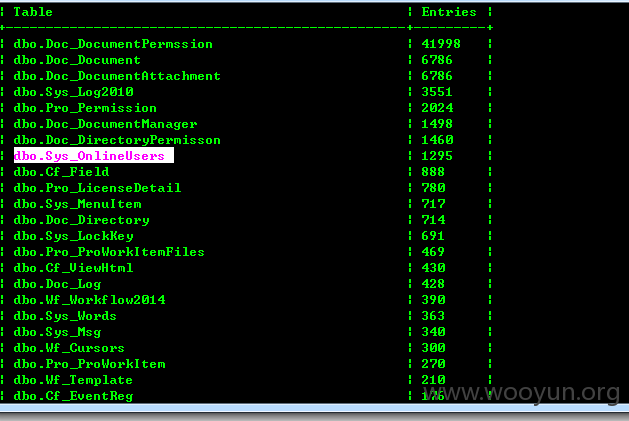 Table Entries
dbo.Doc_DocumentPermssion 41998
dbo.Doc_Document 6786
dbo.Doc_DocumentAttachment 6786
dbo.Sys_Log2010 3551
dbo.Pro_Permission 2024
dbo.Doc_DocumentManager 1498
dbo.Doc_DirectoryPermisson 1460
dbo.Sys_OnlineUsers 1295
dbo.Cf_Field 888
dbo.Pro_LicenseDetail 780
dbo.Sys_MenuItem 717
dbo.Doc_Directory 714
dbo.Sys_LockKey 691
dbo.Pro_ProWorkItemFiles 469
dbo.Cf_ViewHtml 430
dbo.Doc_Log 428
dbo.Wf_Workflow2014 390
dbo.Sys_Words 363
dbo.Sys_Msg 340
dbo.Wf_Cursors 300
dbo.Pro_ProWorkItem 270
dbo.Wf_Template 210
dbo.Cf_EventReg
www.wooyun.org